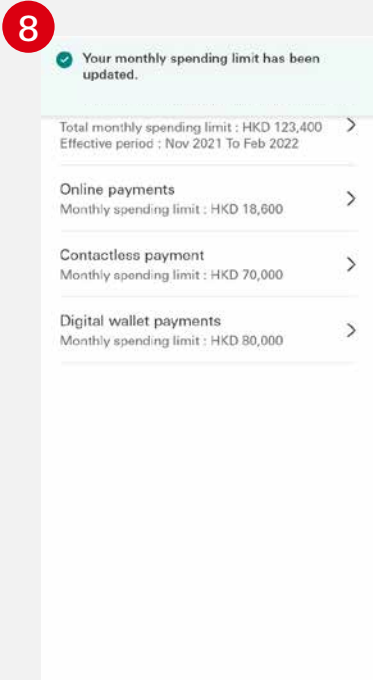 8
Your monthly spending limit has been
updated.
Total monthly spending limit : HKD 123,400
Effective period : Nov 2021 To Feb 2022
Online payments
Monthly spending limit : HKD 18,600
Contactless payment
Monthly spending limit : HKD 70,000
Digital wallet payments
Monthly spending limit : HKD 80,000